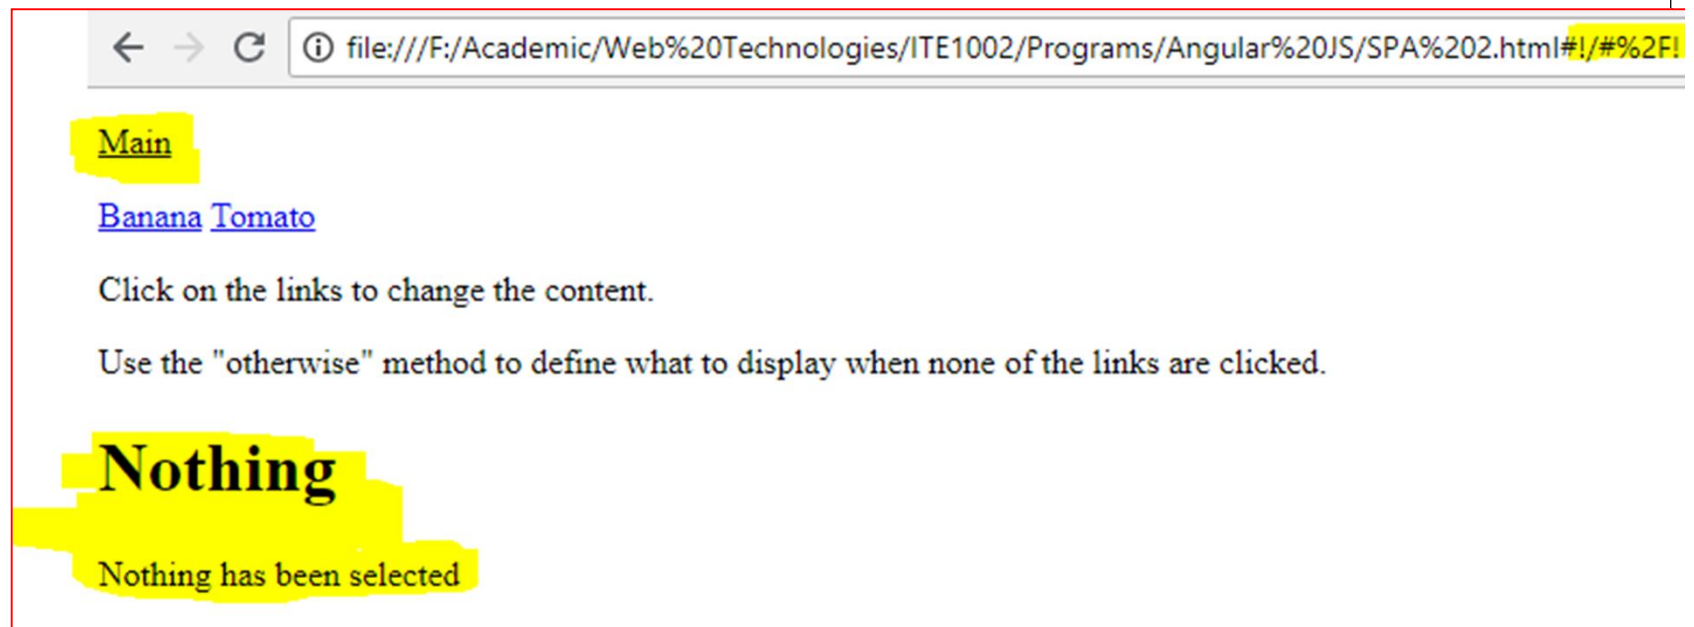 file:///F:/Academic/Web%20Technologies/ITE1002/Programs/Angular%20JS/SPA%202.html#!/#%2F!
Main
Banana Tomato
Click on the links to change the content.
Use the "otherwise" method to define what to display when none of the links are clicked.
Nothing
Nothing has been selected